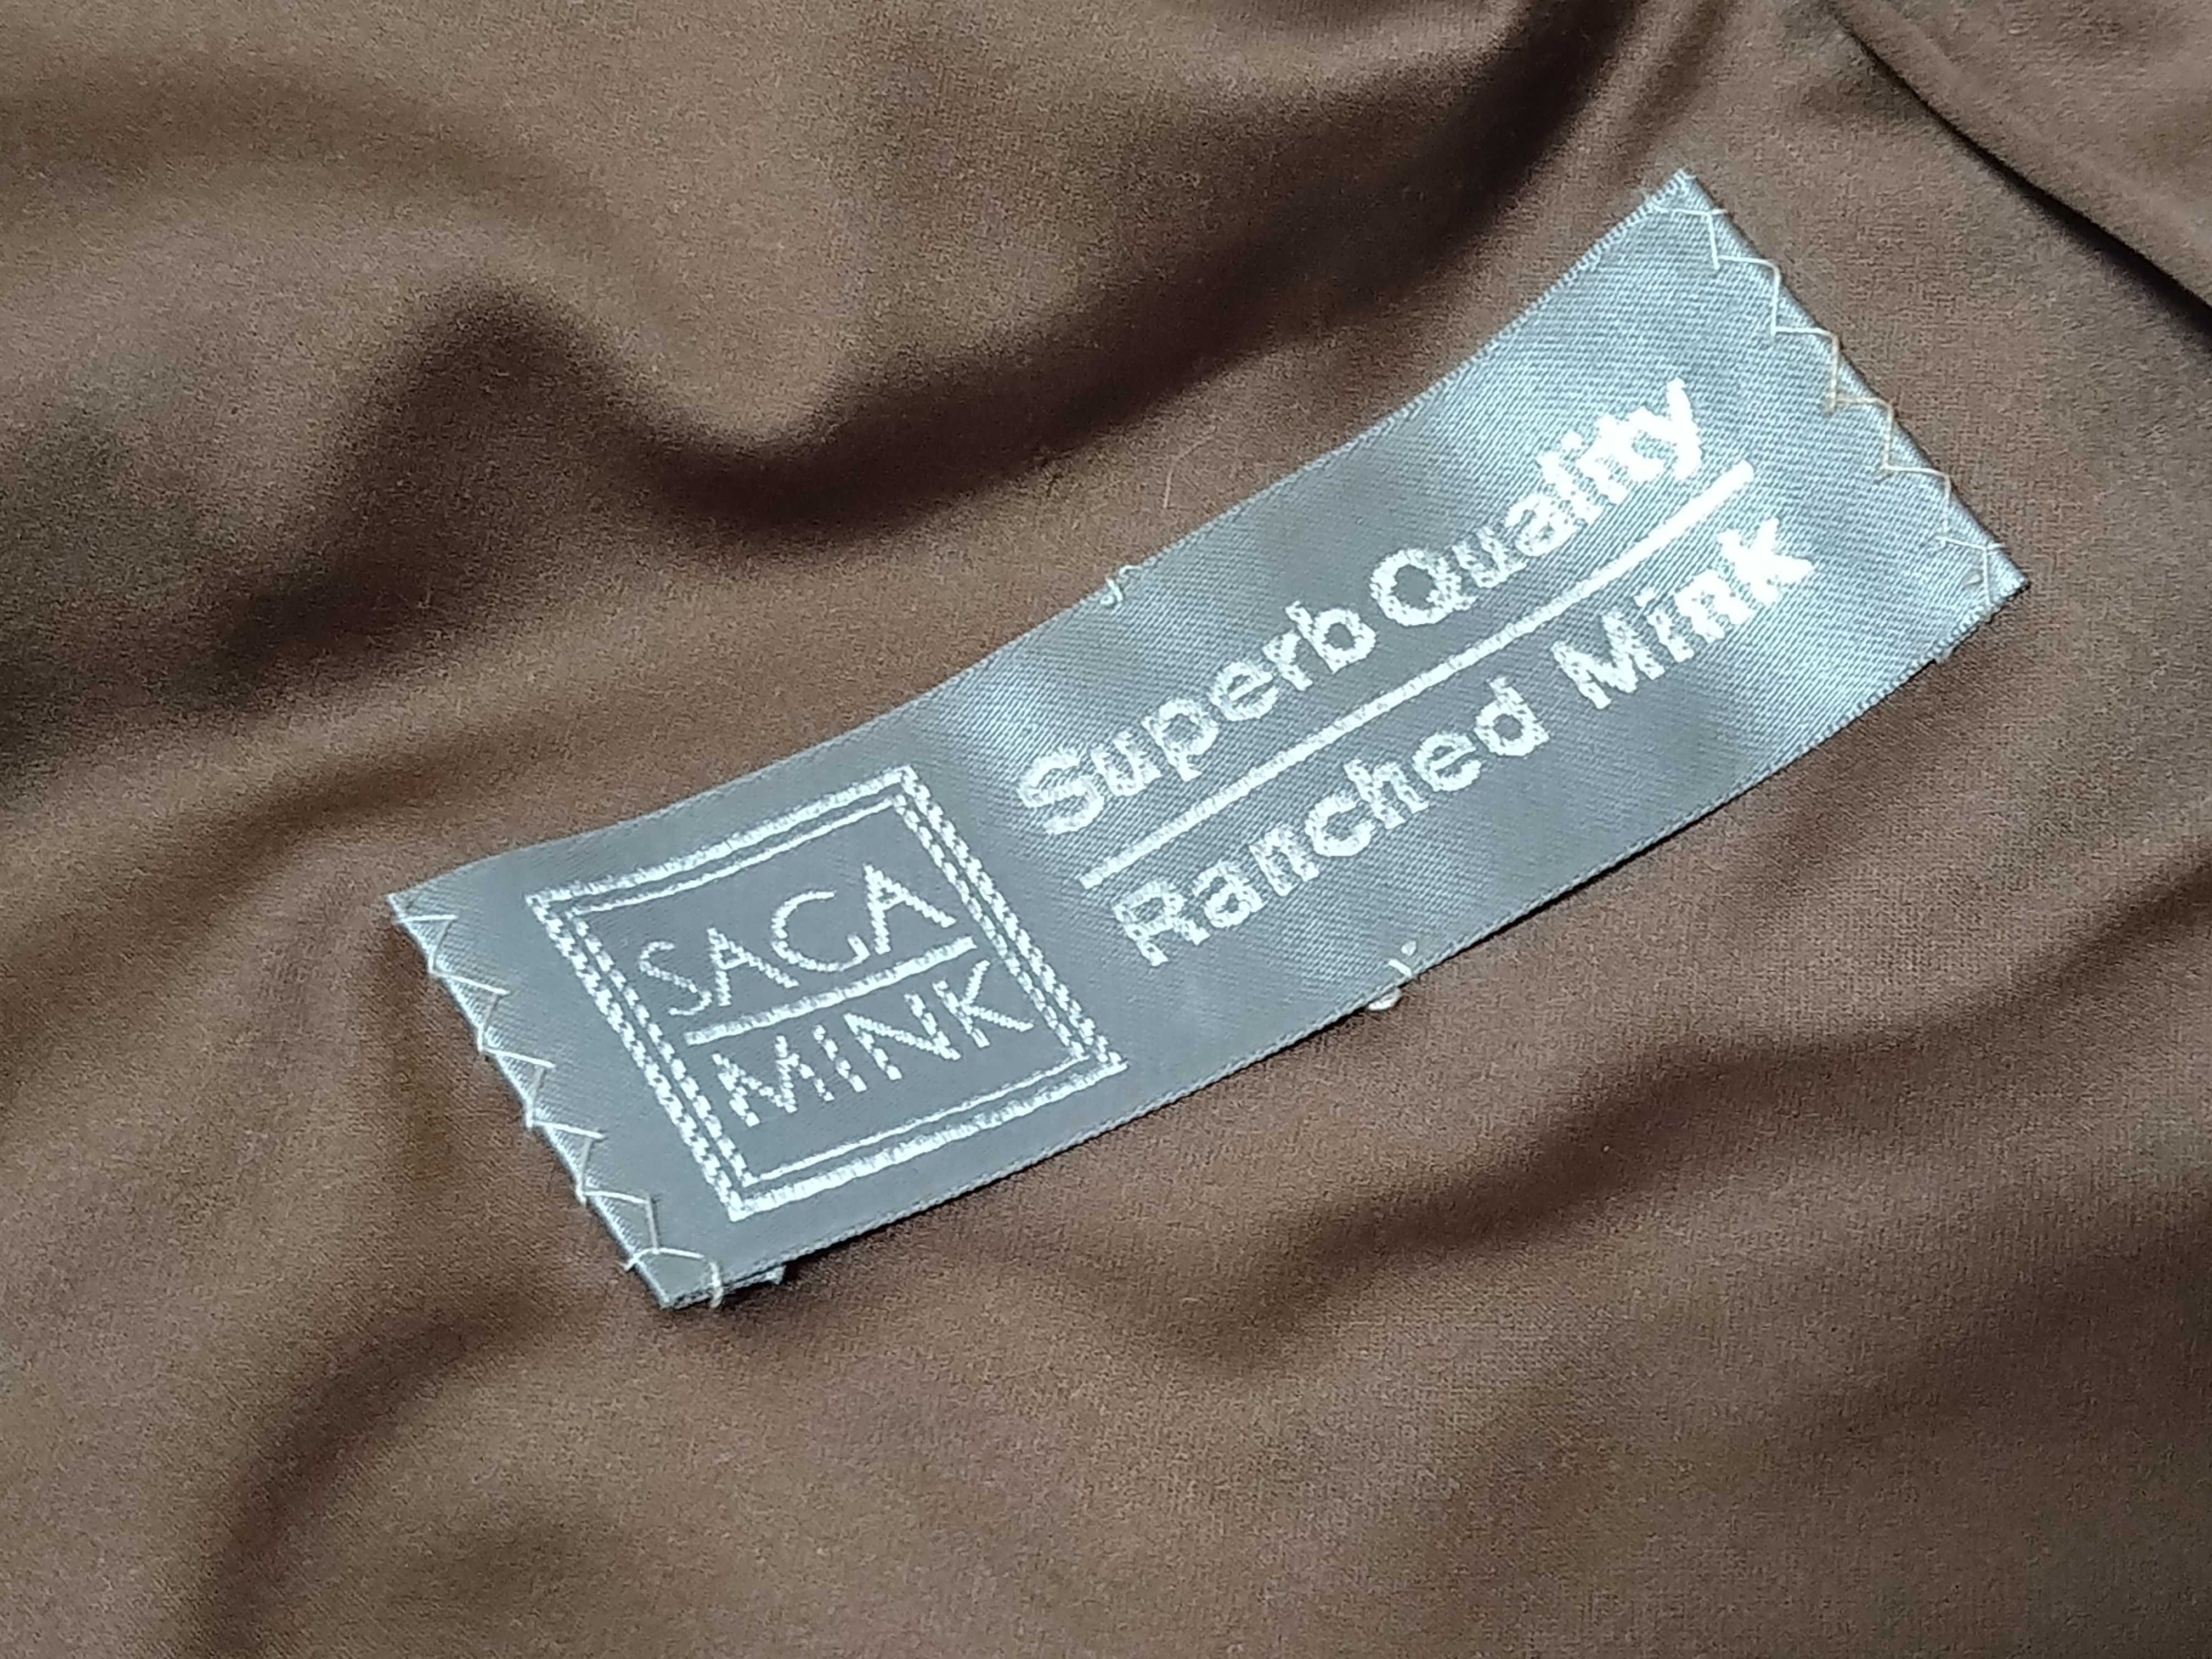 SAGA
MINK
Superb Quality
Ranched Mink